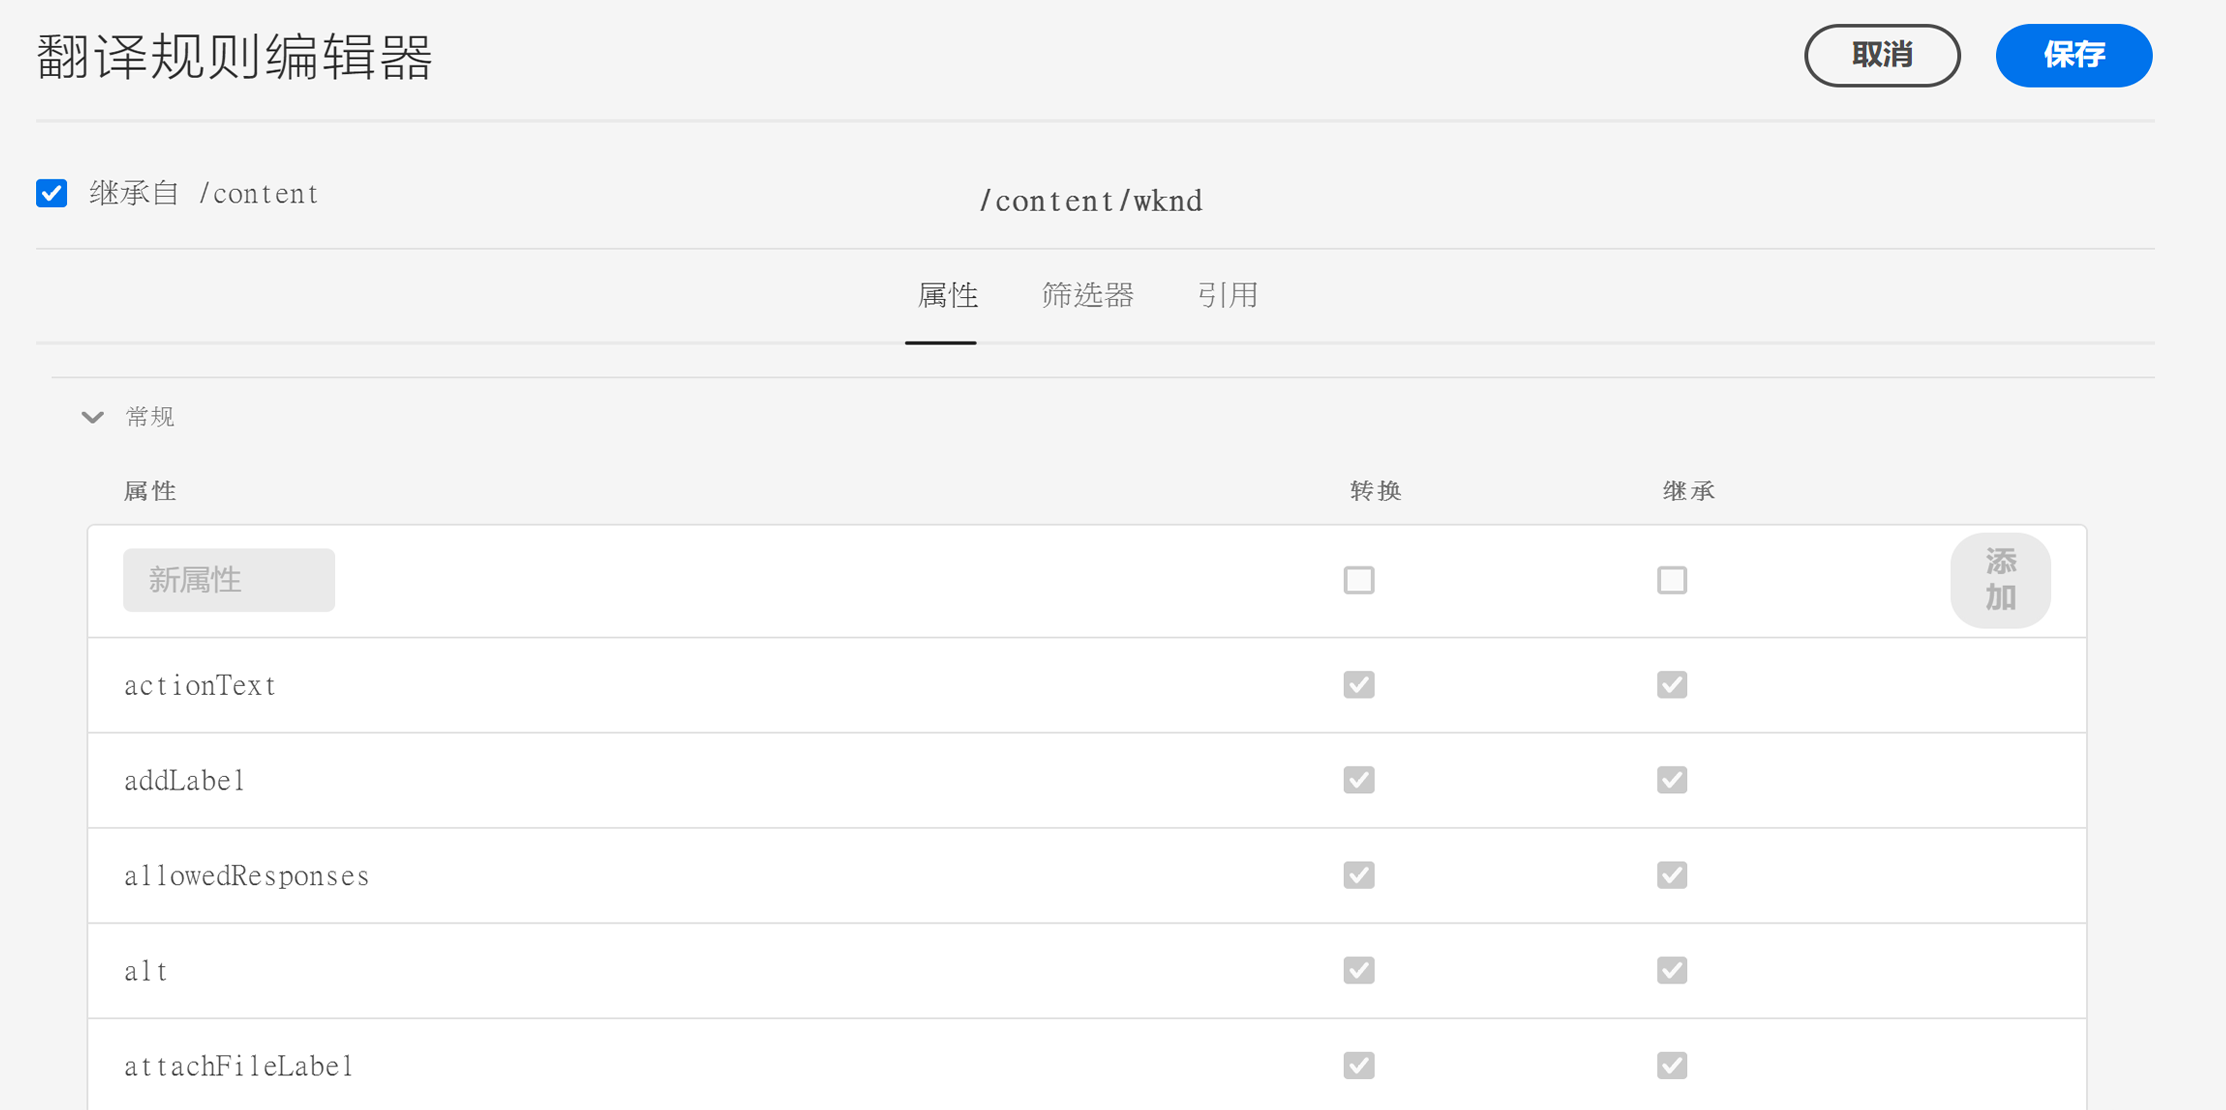 翻译规则编辑器
取消
保存
继承自 /content
/content/wknd
属性 筛选器 引用
常规
属性 转换 继承
新属性
添
加
actionText
addLabel
allowedResponses
alt
attachFileLabel